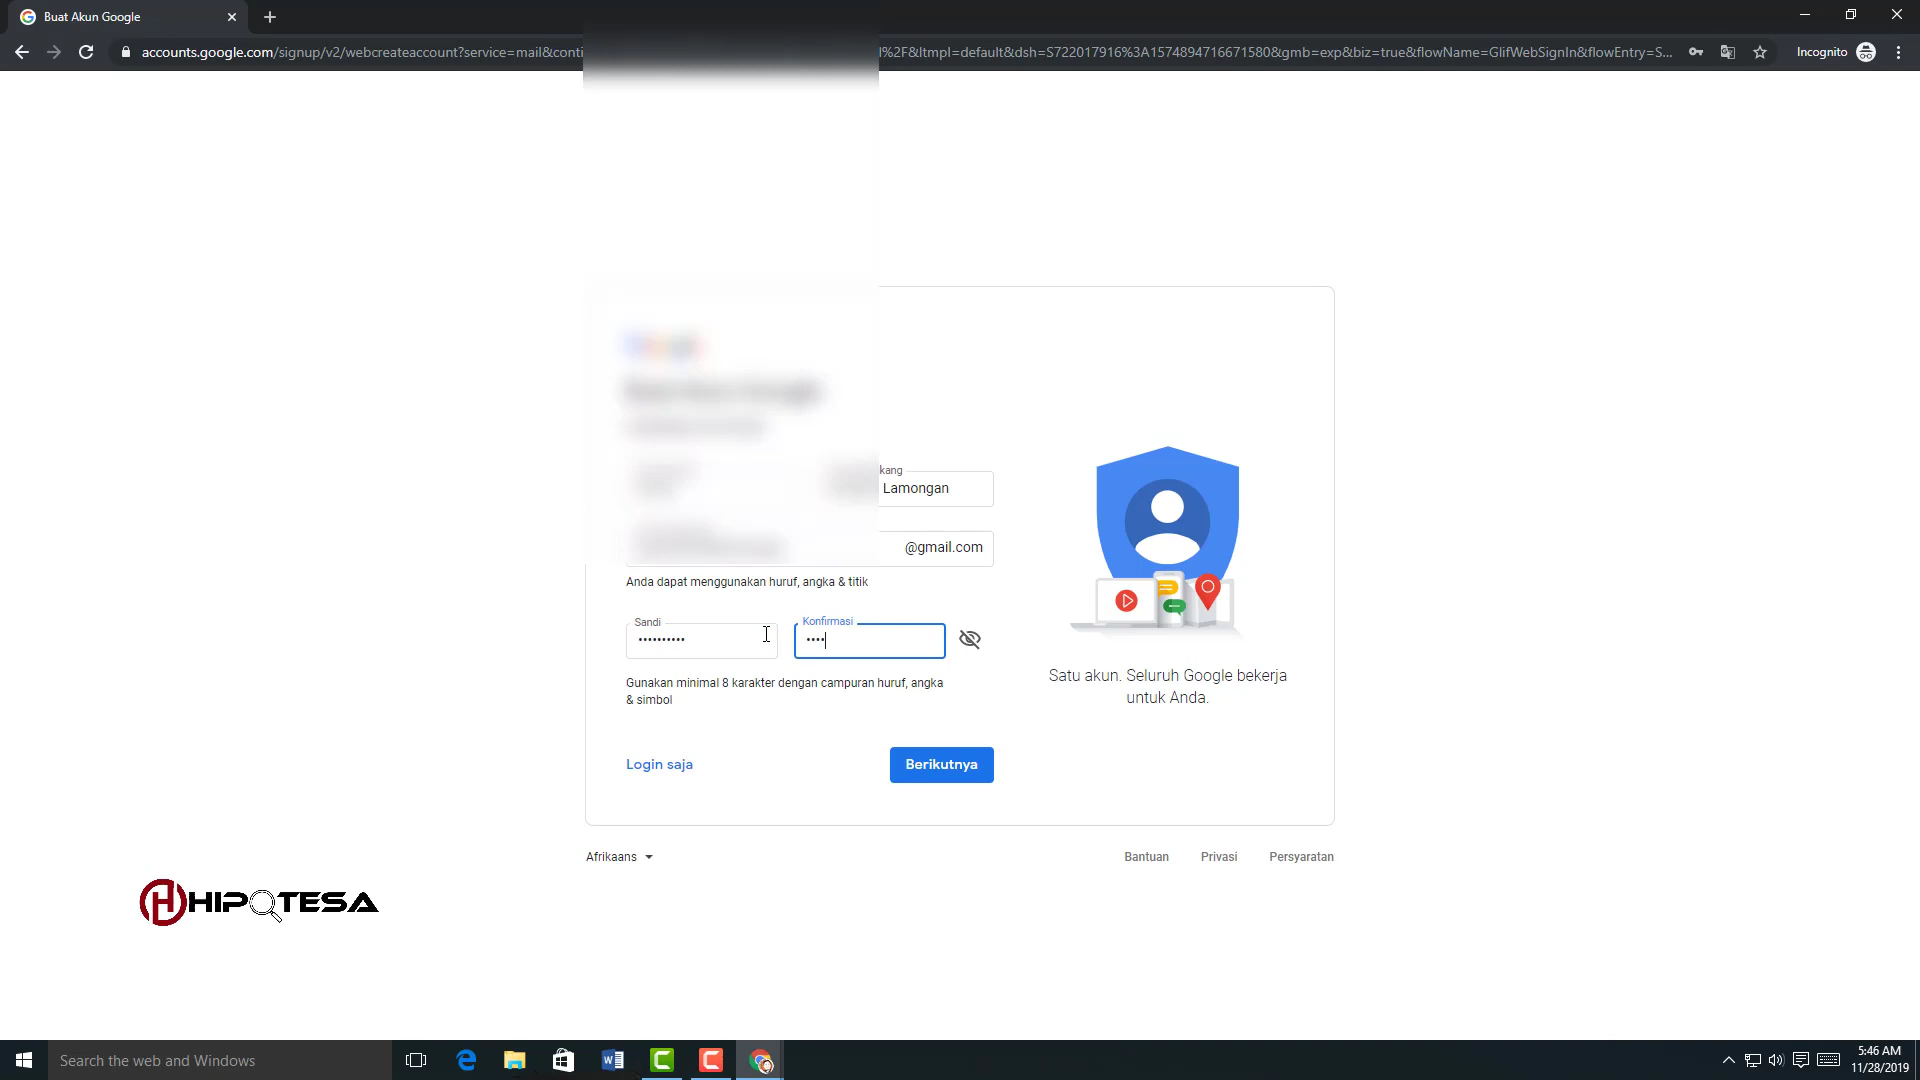 Buat Akun Google
accounts.google.com/signup/v2/webcreateaccount?service=mail&conti
l%2F&ltmpl=default&dsh=S722017916%3A1574894716671580&gmb=exp&biz=true&flowName=GlifWebSignIn&flowEntry=S...
Incognito
kang
Lamongan
@gmail.com
Anda dapat menggunakan huruf, angka & titik
Sandi
Konfirmasi
Gunakan minimal 8 karakter dengan campuran huruf, angka
& simbol
Login saja
Berikutnya
Satu akun. Seluruh Google bekerja
untuk Anda.
Afrikaans
Bantuan
Privasi
Persyaratan
HIPOTESA
Search the web and Windows
5:46 AM
11/28/2019